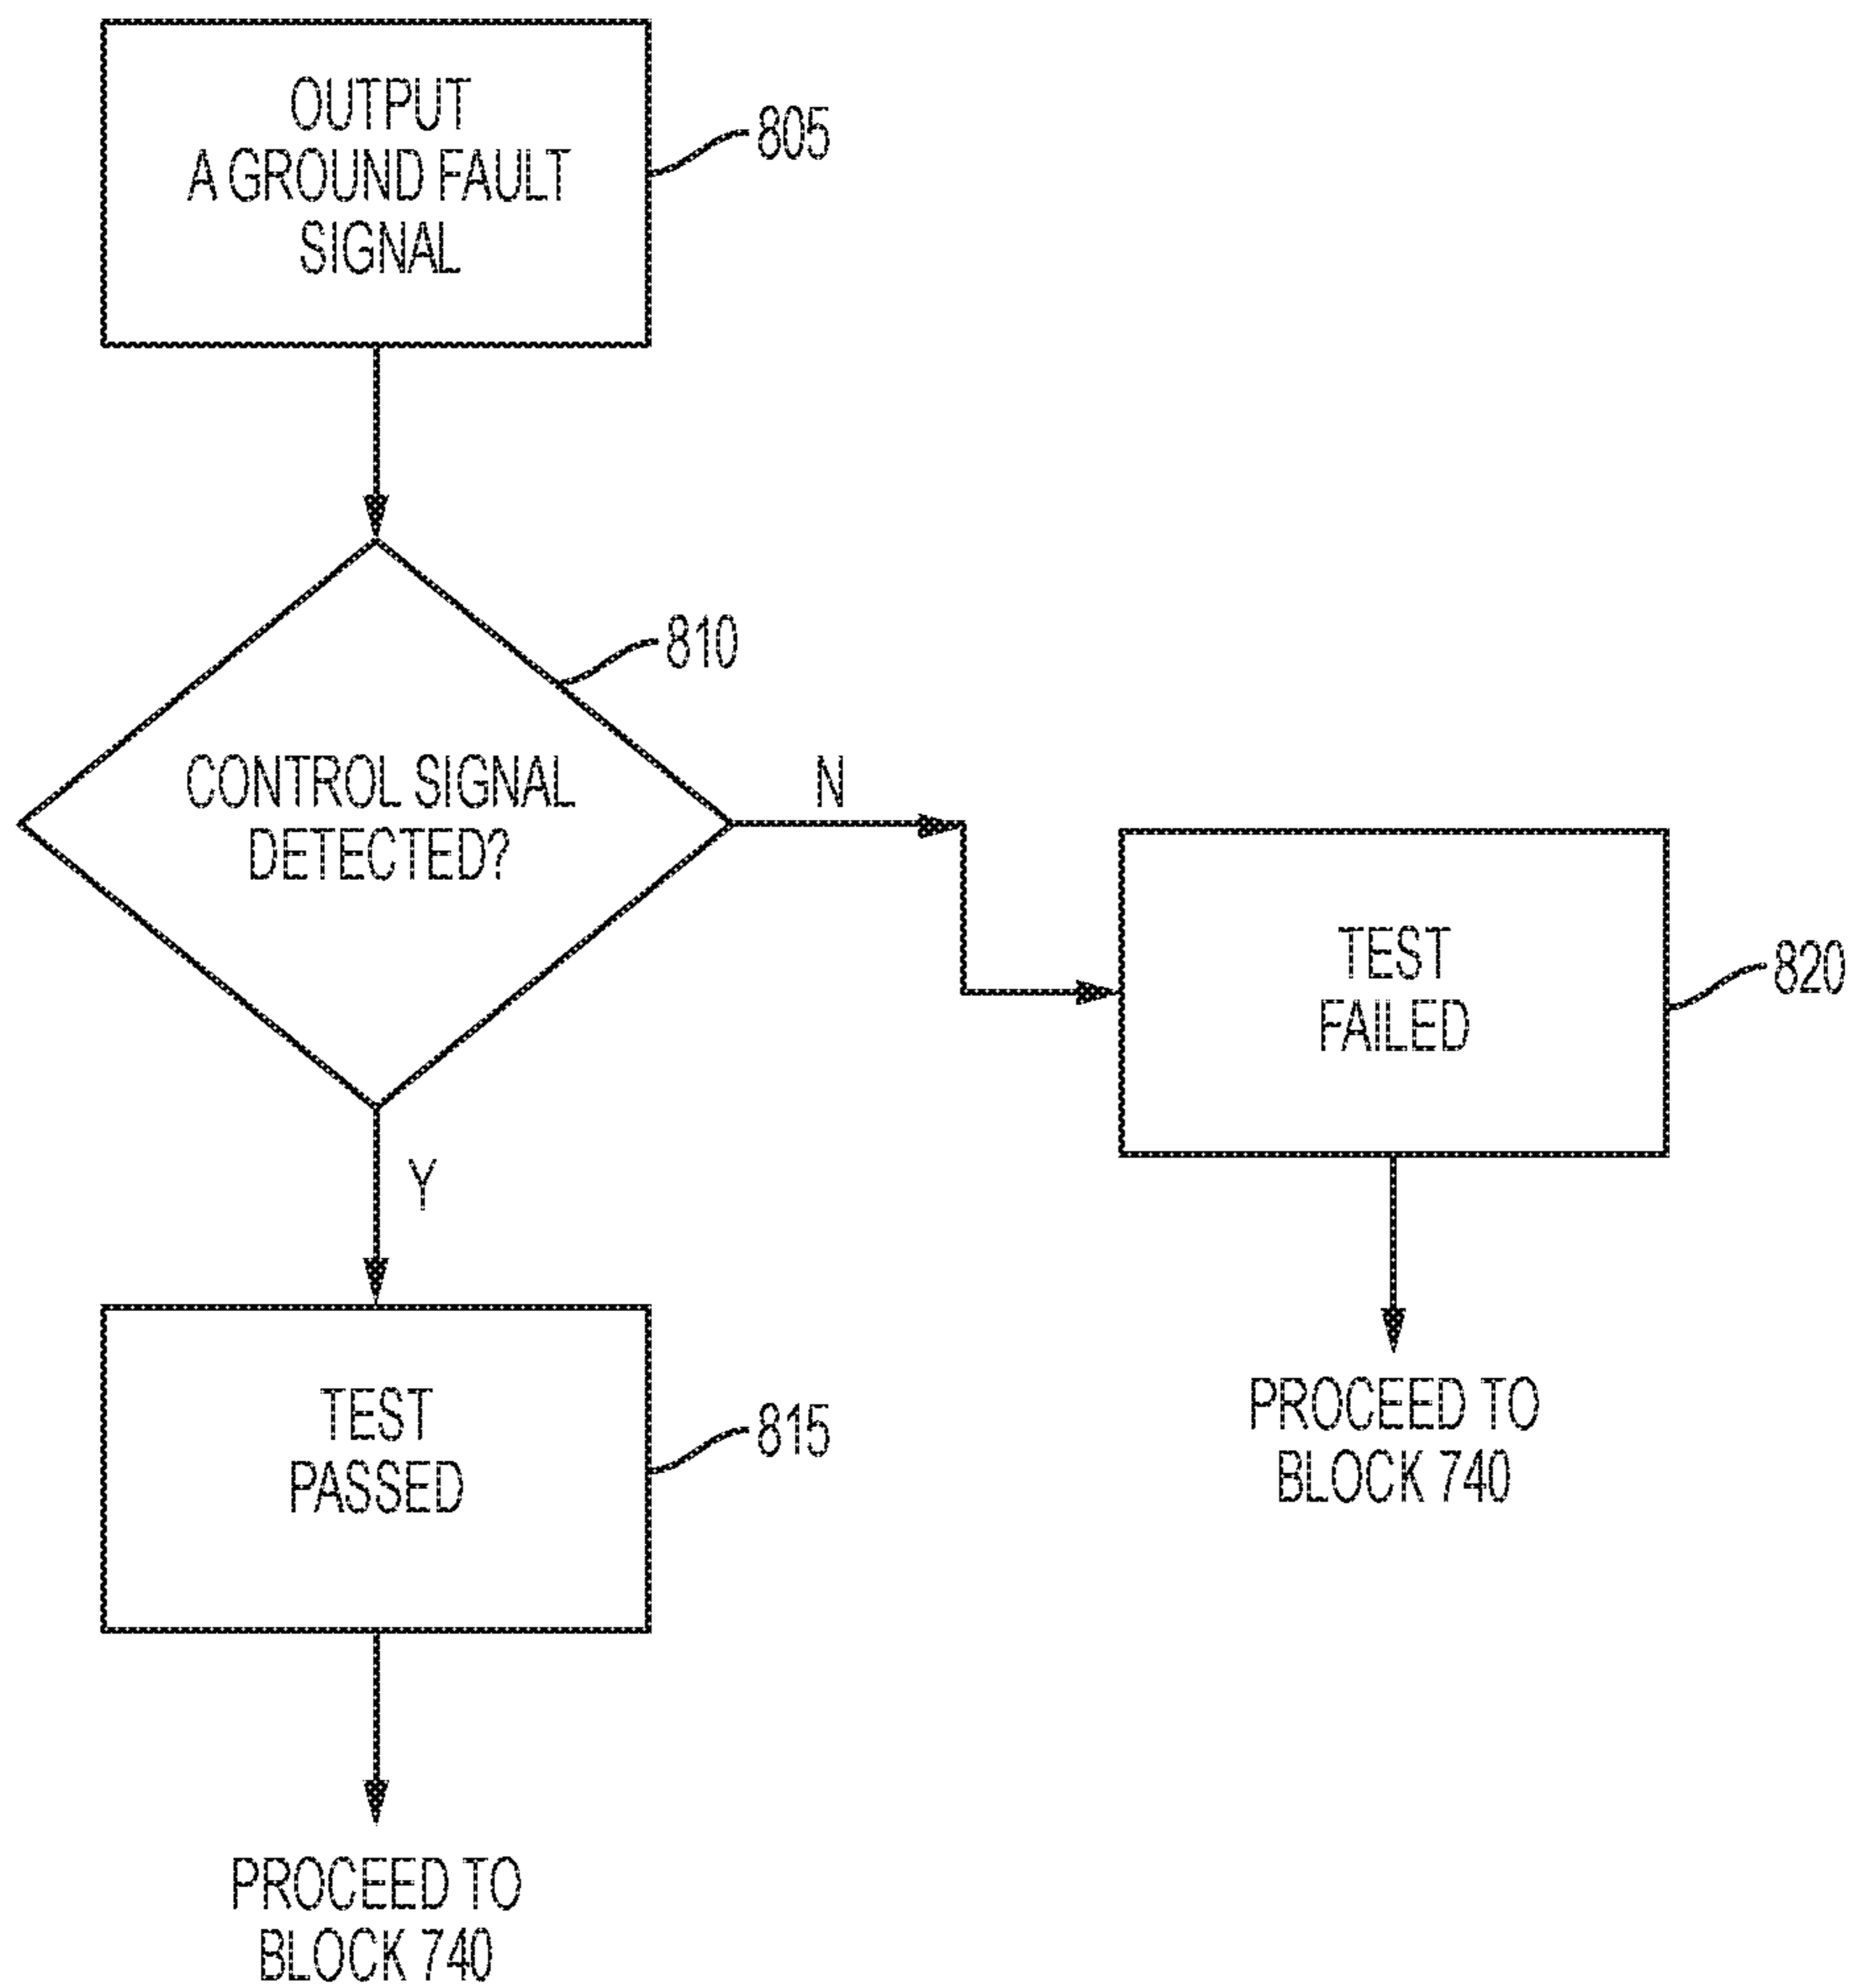 OUTPUT
A GROUND FAULT
SIGNAL
805
810
CONTROL SIGNAL
DETECTED?
N
TEST
FAILED
820
Y
TEST
PASSED
815
PROCEED TO
BLOCK 740
PROCEED TO
BLOCK 740